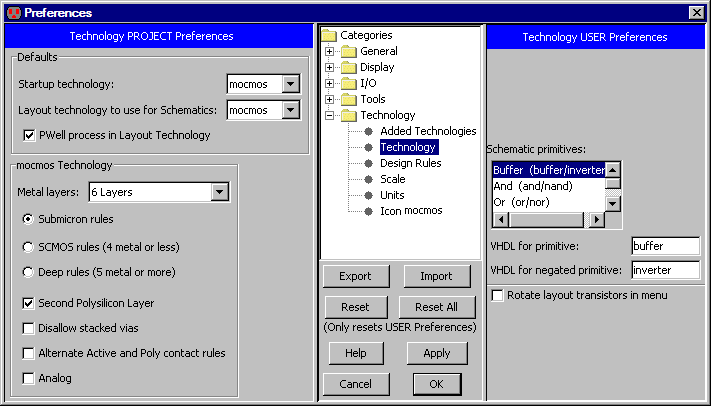 Preferences
Technology PROJECT Preferences
Defaults
Startup technology: mocmos
Layout technology to use for Schematics: mocmos
PWell process in Layout Technology
mocmos Technology
Metal layers: 6 Layers
Submicron rules
SCMOS rules (4 metal or less)
Deep rules (5 metal or more)
Second Polysilicon Layer
Disallow stacked vias
Alternate Active and Poly contact rules
Analog
Categories
General
Display
I/O
Tools
Technology
Added Technologies
Technology
Design Rules
Scale
Units
Icon mocmos
Export Import
Reset Reset All
(Only resets USER Preferences)
Help Apply
Cancel OK
Technology USER Preferences
Schematic primitives:
Buffer (buffer/inverter
And (and/nand)
Or (or/nor)
VHDL for primitive: buffer
VHDL for negated primitive: inverter
Rotate layout transistors in menu